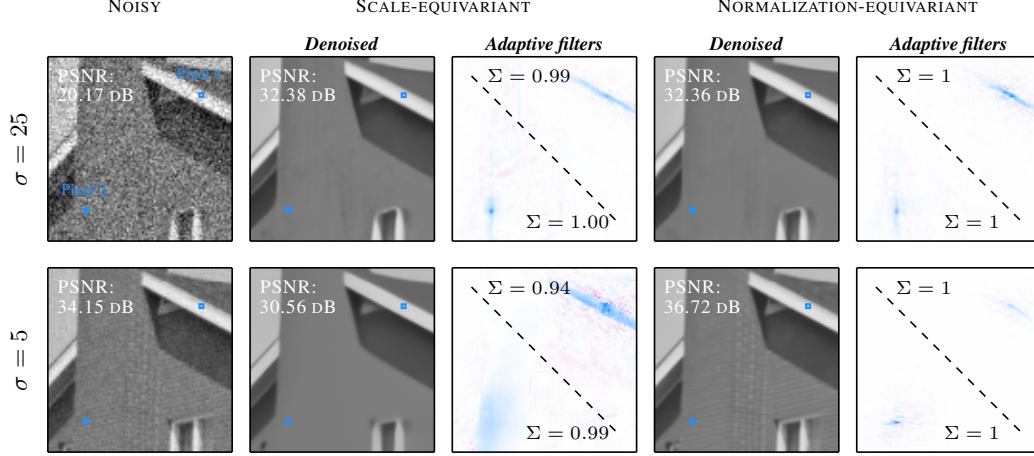 NOISY SCALE-EQUIVARIANT NORMALIZATION-EQUIVARIANT
Denoised Adaptive filters Denoised Adaptive filters
σ = 25
PSNR:
20.17 DB
Pixel 1
Pixel 2
PSNR:
32.38 DB
Σ = 0.99
Σ = 1.00
PSNR:
32.36 DB
Σ = 1
Σ = 1
σ = 5
PSNR:
34.15 DB
PSNR:
30.56 DB
Σ = 0.94
Σ = 0.99
PSNR:
36.72 DB
Σ = 1
Σ = 1